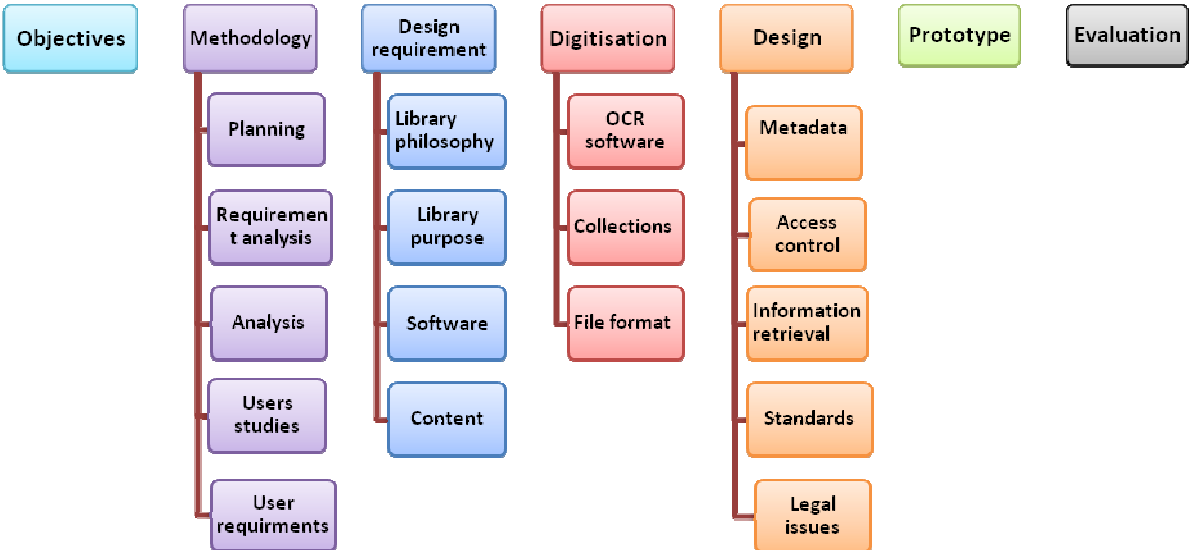 Objectives
Methodology
Planning
Requiremen
t analysis
Analysis
Users
studies
User
requirments
Design
requirement
Library
philosophy
Library
purpose
Software
Content
Digitisation
OCR
software
Collections
File format
Design
Metadata
Access
control
Information
retrieval
Standards
Legal
issues
Prototype
Evaluation